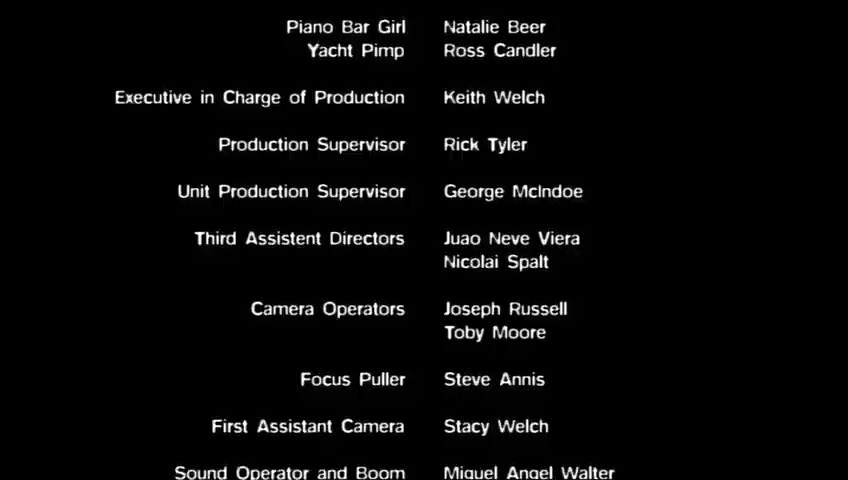 Piano Bar Girl Natalie Beer
Yacht Pimp Ross Candler
Executive in Charge of Production Keith Welch
Production Supervisor Rick Tyler
Unit Production Supervisor George McIndoe
Third Assistent Directors Juao Neve Viera
Nicolai Spalt
Camera Operators Joseph Russell
Toby Moore
Focus Puller Steve Annis
First Assistant Camera Stacy Welch
Sound Operator and Boom Miguel Angel Walter